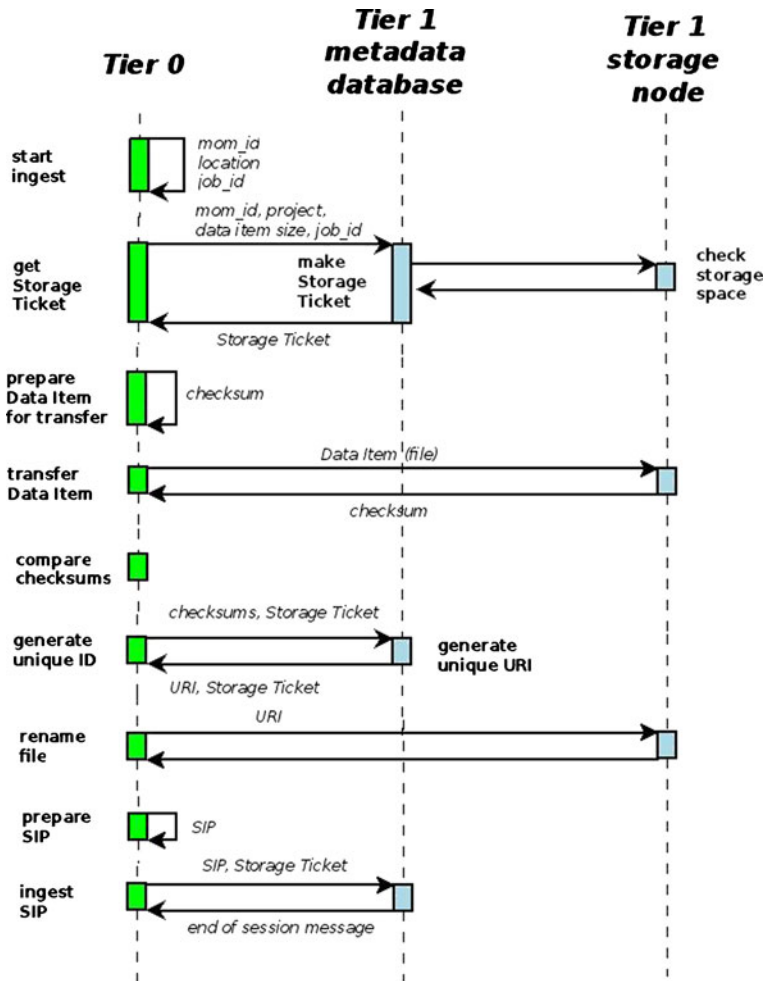 Tier 0
Tier 1
metadata
database
Tier 1
storage
node
start
ingest
mom_id
location
job_id
mom_id, project,
data item size, job_id
get
Storage
Ticket
make
Storage
Ticket
check
storage
space
Storage Ticket
prepare
Data Item
for transfer
checksum
transfer
Data Item
Data Item (file)
checksum
compare
checksums
checksums, Storage Ticket
generate
unique ID
generate
unique URI
URI, Storage Ticket
URI
rename
file
prepare
SIP
SIP
SIP, Storage Ticket
ingest
SIP
end of session message